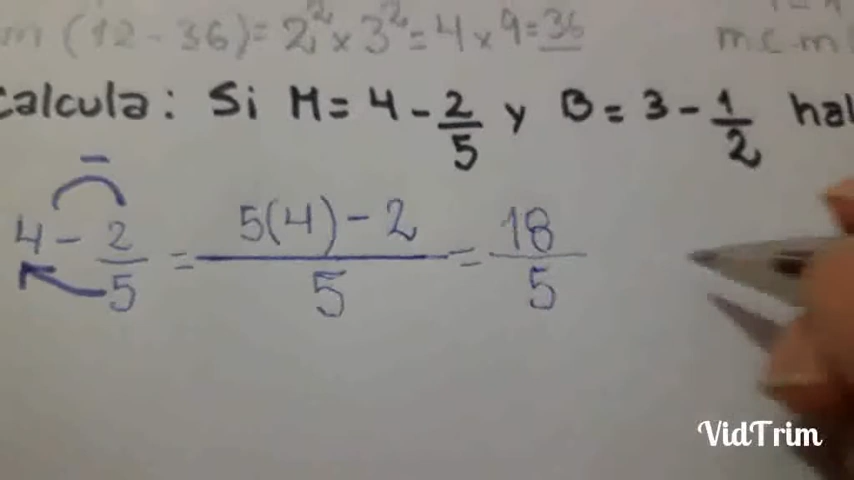 m (12 - 36) = 2² × 3² = 4 × 9 = 36
m c m
calcula: Si M = 4 - 2/5 y B = 3 - 1/2 hal
-
4 - 2/5 = 5(4) - 2/5 = 18/5
VidTrim